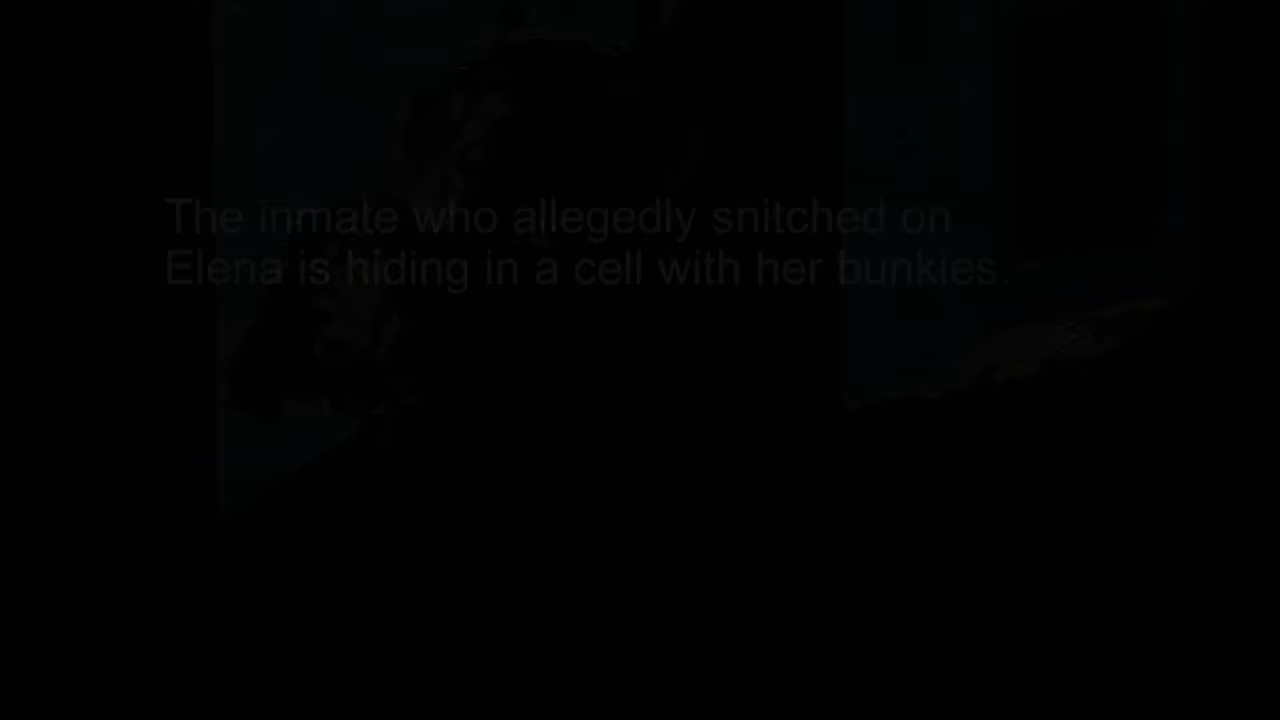 The inmate who allegedly snitched on
Elena is hiding in a cell with her bunkies.